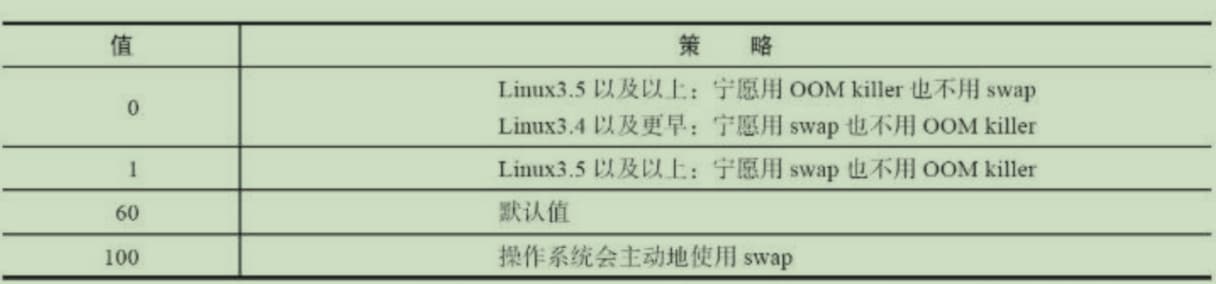 值 策 略
0
Linux3.5 以及以上：宁愿用 OOM killer 也不用 swap
Linux3.4 以及更早：宁愿用 swap 也不用 OOM killer
1 Linux3.5 以及以上：宁愿用 swap 也不用 OOM killer
60 默认值
100 操作系统会主动地使用 swap